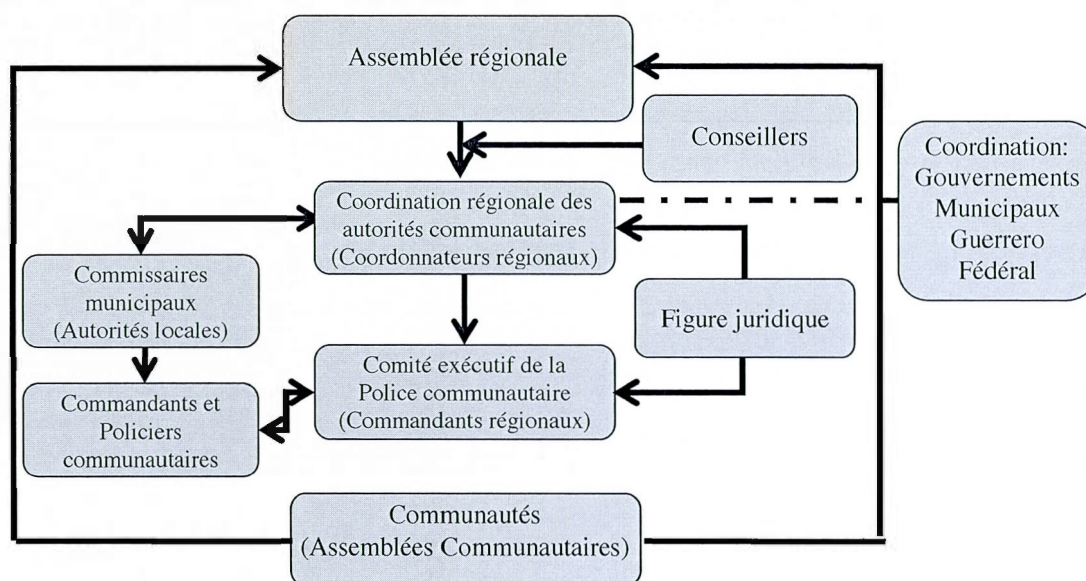 Assemblée régionale
Conseillers
Coordination:
Gouvernements
Municipaux
Guerrero
Fédéral
Coordination régionale des
autorités communautaires
(Coordonnateurs régionaux)
Commissaires
municipaux
(Autorités locales)
Figure juridique
Comité exécutif de la
Police communautaire
(Commandants régionaux)
Commandants et
Policiers
communautaires
Communautés
(Assemblées Communautaires)